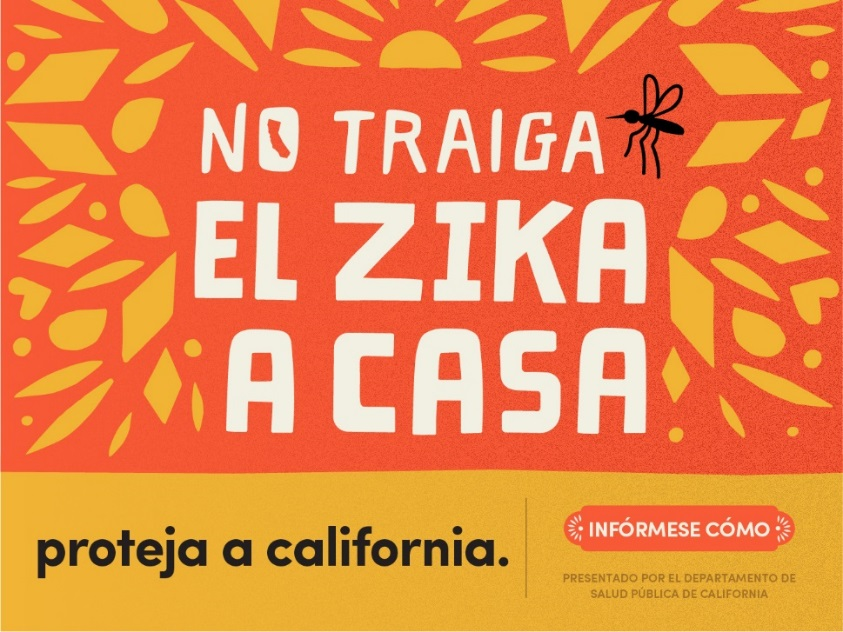 NO TRAIGA
EL ZIKA
A CASA
proteja a california.
INFÓRMESE CÓMO
PRESENTADO POR EL DEPARTAMENTO DE
SALUD PÚBLICA DE CALIFORNIA